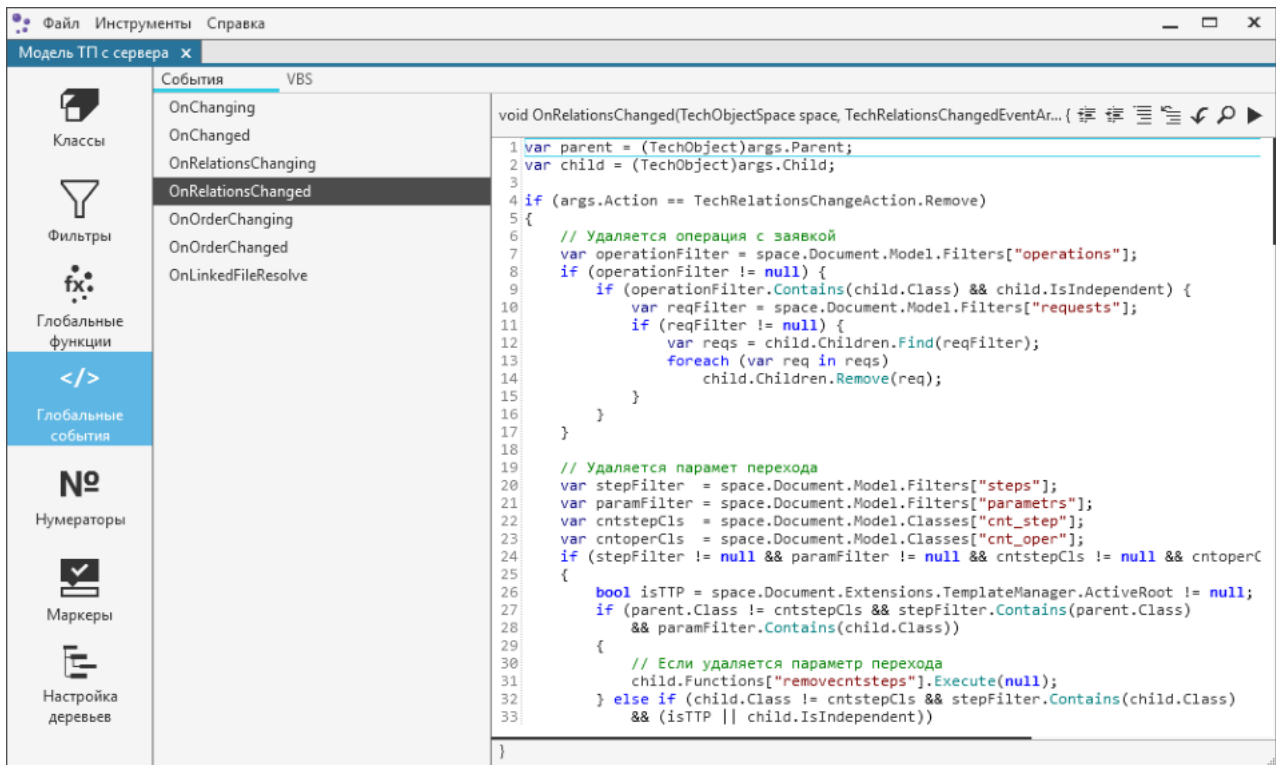 Файл Инструменты Справка
Модель ТП с сервера x
Классы
Фильтры
fx:
Глобальные
функции
</>
Глобальные
события
№
Нумераторы
Маркеры
Настройка
деревьев
События VBS
OnChanging
OnChanged
OnRelationsChanging
OnRelationsChanged
OnOrderChanging
OnOrderChanged
OnLinkedFileResolve
void OnRelationsChanged(TechObjectSpace space, TechRelationsChangedEventAr... {
1 var parent = (TechObject)args.Parent;
2 var child = (TechObject)args.Child;
3
4 if (args.Action == TechRelationsChangeAction.Remove)
5 {
6     // Удаляется операция с заявкой
7     var operationFilter = space.Document.Model.Filters["operations"];
8     if (operationFilter != null) {
9         if (operationFilter.Contains(child.Class) && child.IsIndependent) {
10             var reqFilter = space.Document.Model.Filters["requests"];
11             if (reqFilter != null) {
12                 var reqs = child.Children.Find(reqFilter);
13                 foreach (var req in reqs)
14                     child.Children.Remove(req);
15             }
16         }
17     }
18
19     // Удаляется парамет перехода
20     var stepFilter  = space.Document.Model.Filters["steps"];
21     var paramFilter = space.Document.Model.Filters["parametrs"];
22     var cntstepCls  = space.Document.Model.Classes["cnt_step"];
23     var cntoperCls  = space.Document.Model.Classes["cnt_oper"];
24     if (stepFilter != null && paramFilter != null && cntstepCls != null && cntoperC
25     {
26         bool isTTP = space.Document.Extensions.TemplateManager.ActiveRoot != null;
27         if (parent.Class != cntstepCls && stepFilter.Contains(parent.Class)
28             && paramFilter.Contains(child.Class))
29         {
30             // Если удаляется параметр перехода
31             child.Functions["removecntsteps"].Execute(null);
32         } else if (child.Class != cntstepCls && stepFilter.Contains(child.Class)
33             && (isTTP || child.IsIndependent))
}